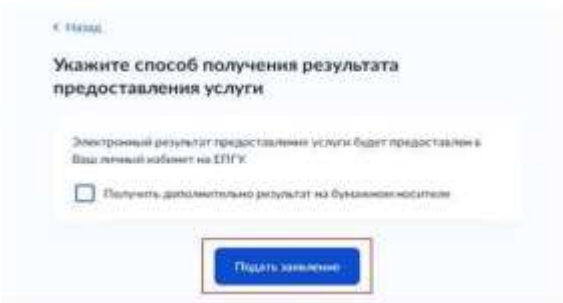 < Назад
Укажите способ получения результата
предоставления услуги
Электронный результат предоставления услуги будет предоставлен в
Ваш личный кабинет на ЕПГУ.
Получить дополнительно результат на бумажном носителе
Подать заявление